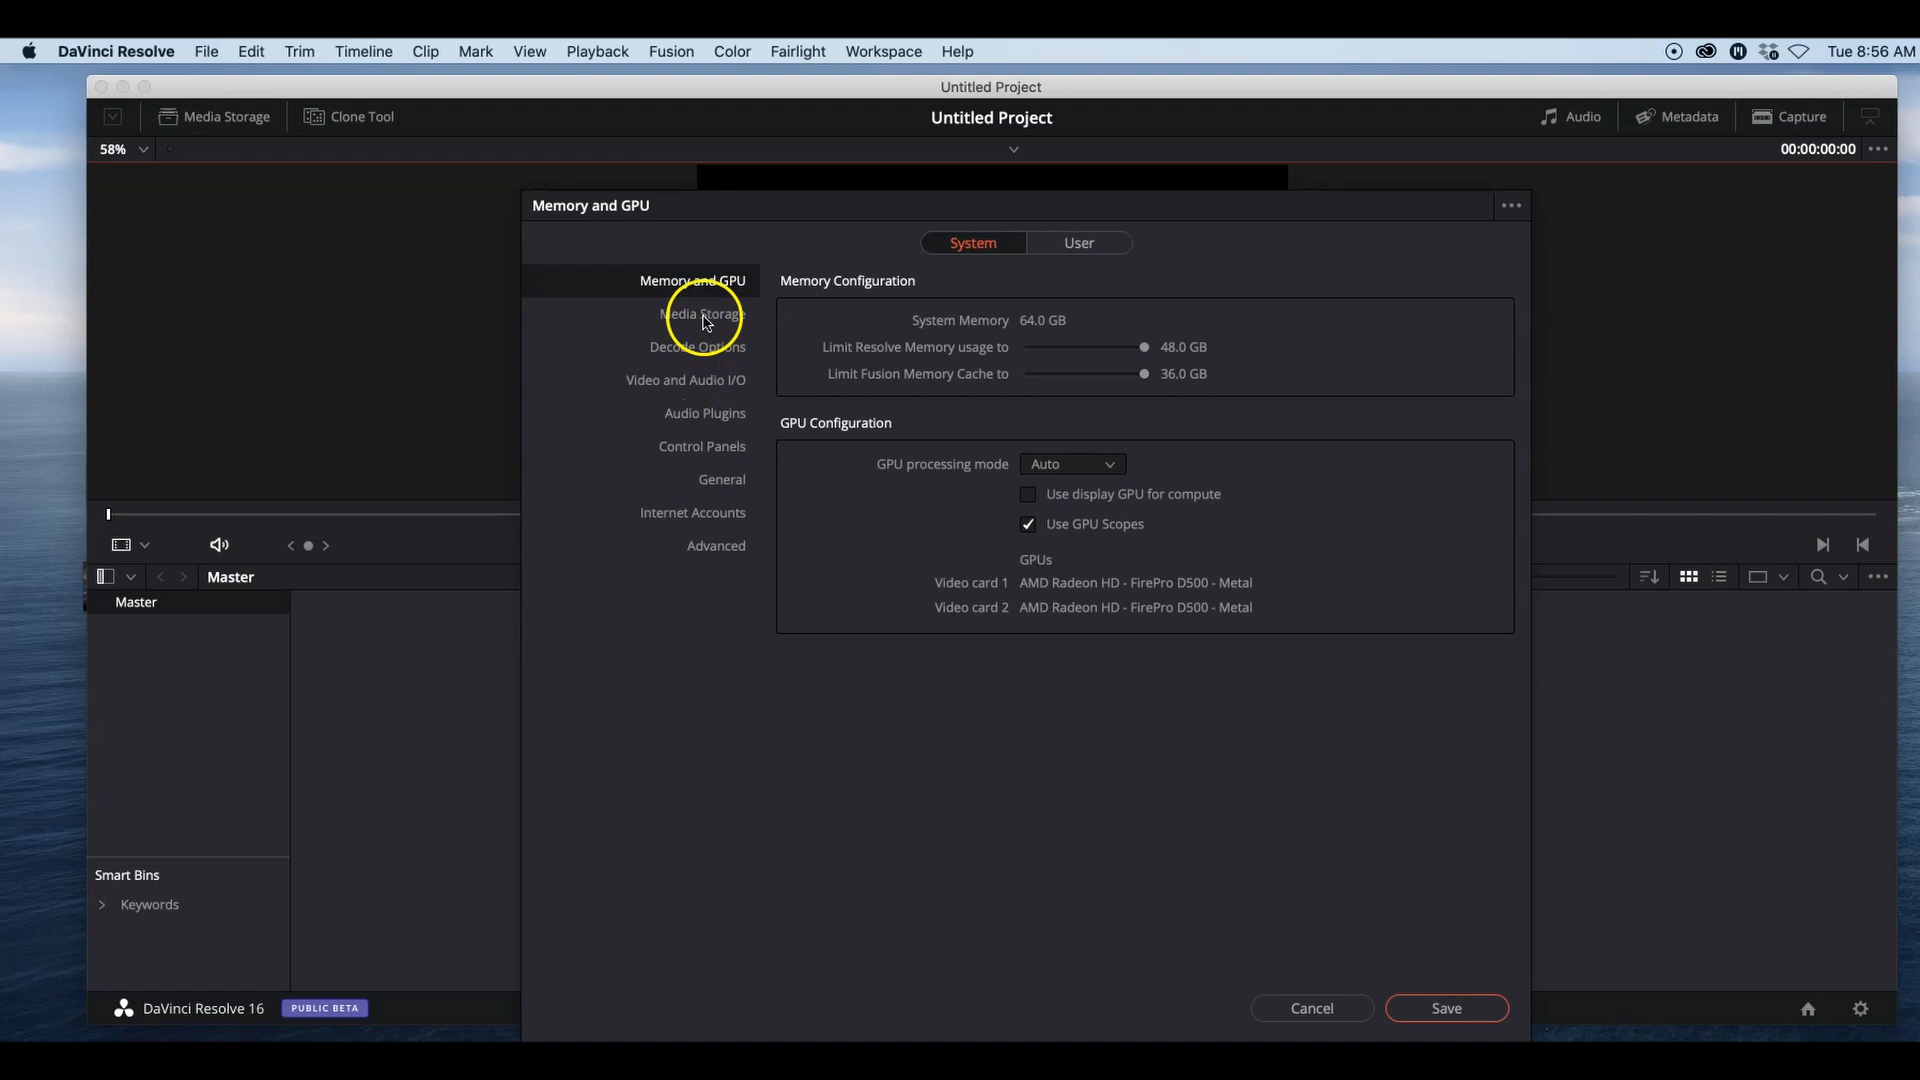 DaVinci Resolve File Edit Trim Timeline Clip Mark View Playback Fusion Color Fairlight Workspace Help Tue 8:56 AM
Untitled Project
Media Storage Clone Tool Untitled Project Audio Metadata Capture
58% 00:00:00:00
Memory and GPU
System User
Memory and GPU
Media Storage
Decode Options
Video and Audio I/O
Audio Plugins
Control Panels
General
Internet Accounts
Advanced
Memory Configuration
System Memory 64.0 GB
Limit Resolve Memory usage to 48.0 GB
Limit Fusion Memory Cache to 36.0 GB
GPU Configuration
GPU processing mode Auto
Use display GPU for compute
Use GPU Scopes
GPUs
Video card 1 AMD Radeon HD - FirePro D500 - Metal
Video card 2 AMD Radeon HD - FirePro D500 - Metal
Master
Master
Smart Bins
Keywords
Cancel Save
DaVinci Resolve 16 PUBLIC BETA